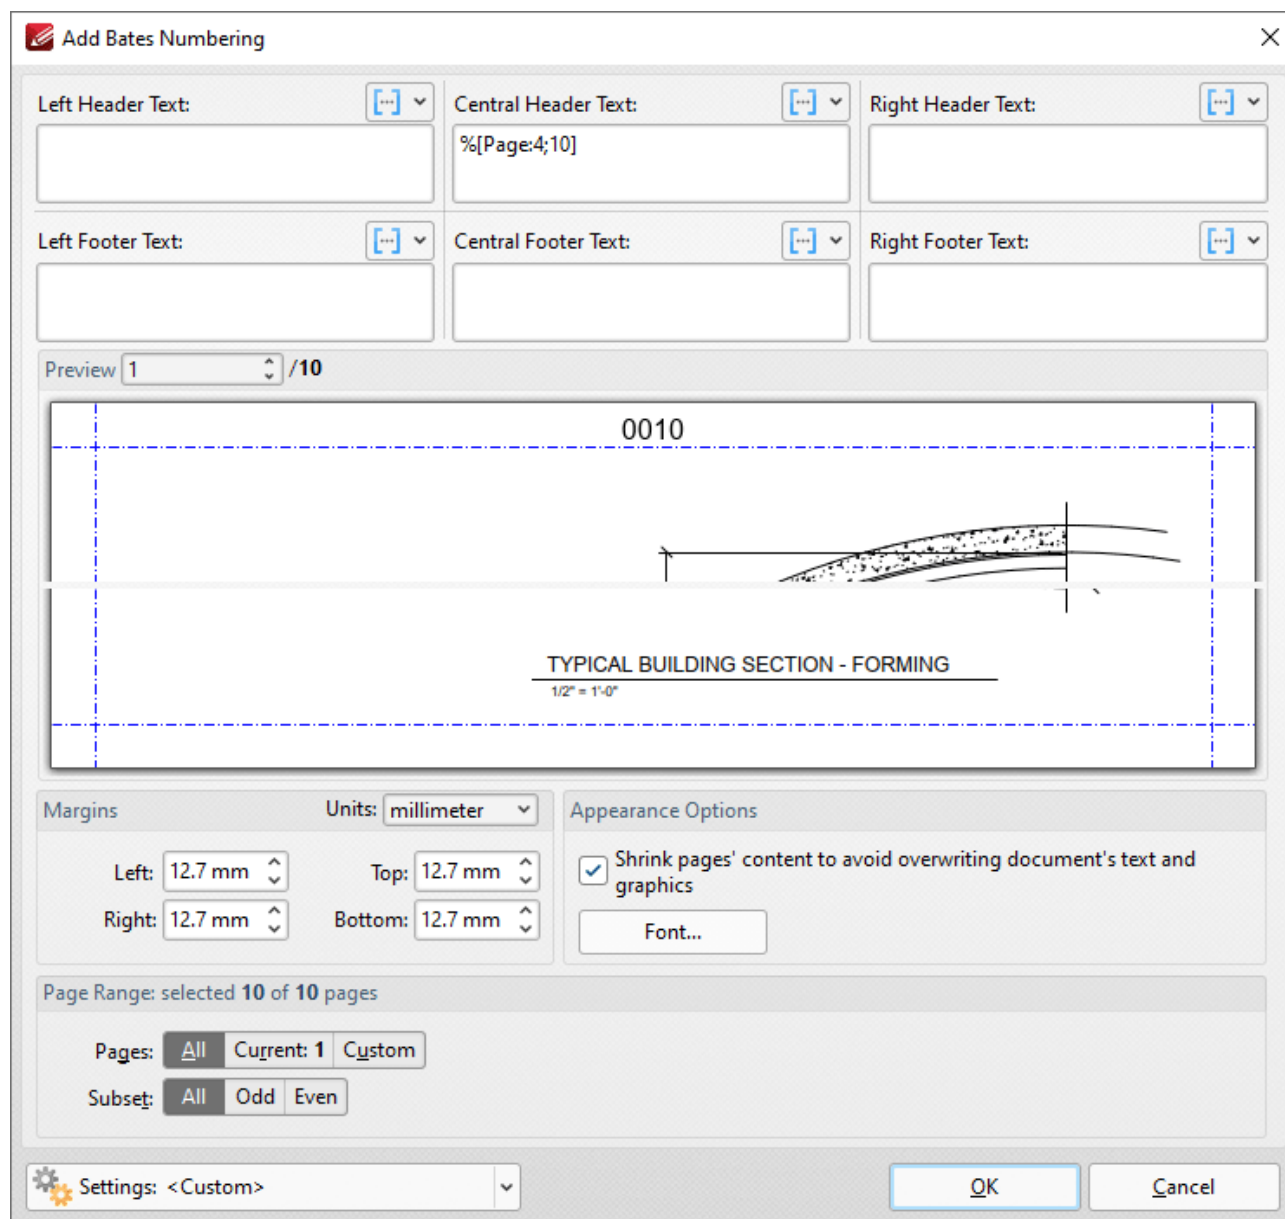 Add Bates Numbering
Left Header Text:
Central Header Text:
Right Header Text:
%[Page:4;10]
Left Footer Text:
Central Footer Text:
Right Footer Text:
Preview 1 /10
0010
TYPICAL BUILDING SECTION - FORMING
1/2" = 1'-0"
Margins
Units: millimeter
Left: 12.7 mm
Top: 12.7 mm
Right: 12.7 mm
Bottom: 12.7 mm
Appearance Options
Shrink pages' content to avoid overwriting document's text and
graphics
Font...
Page Range: selected 10 of 10 pages
Pages: All Current: 1 Custom
Subset: All Odd Even
Settings: <Custom>
OK
Cancel